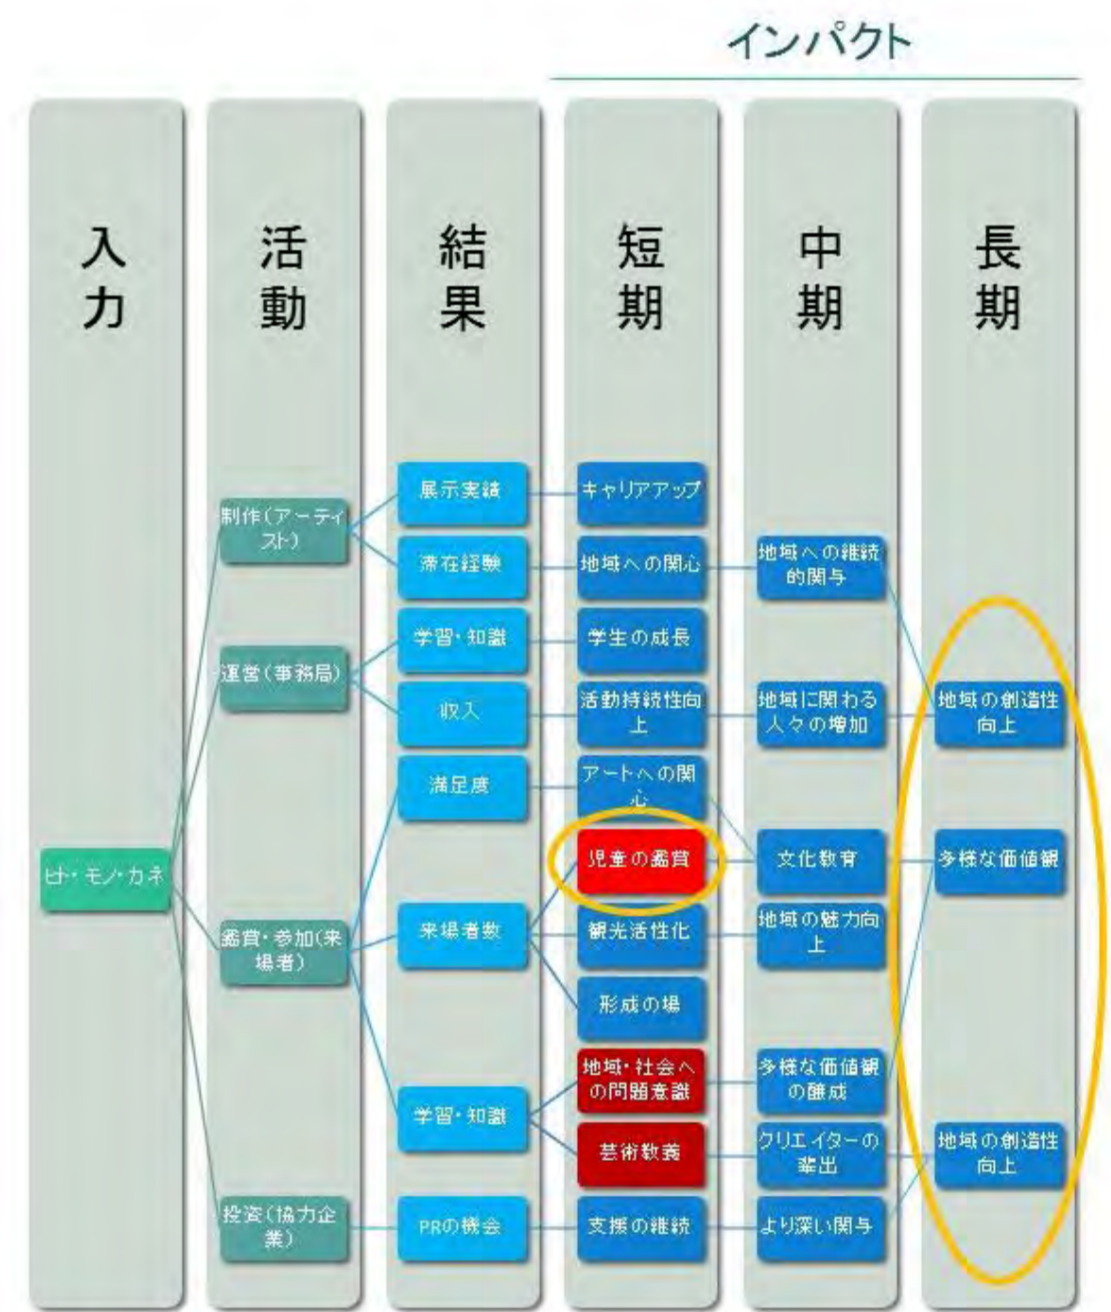 インパクト
入力
活動
結果
短期
中期
長期
ヒト・モノ・カネ
制作(アーティ
スト)
運営(事務局)
鑑賞・参加(来
場者)
投資(協力企
業)
展示実績
滞在経験
学習・知識
収入
満足度
来場者数
学習・知識
PRの機会
キャリアアップ
地域への関心
学生の成長
活動持続性向
上
アートへの関
心
児童の鑑賞
観光活性化
形成の場
地域・社会へ
の問題意識
芸術教義
支援の継続
地域への継続
的関与
地域に関わる
人々の増加
文化教育
地域の魅力向
上
多様な価値観
の醸成
クリエイターの
輩出
より深い関与
地域の創造性
向上
多様な価値観
地域の創造性
向上